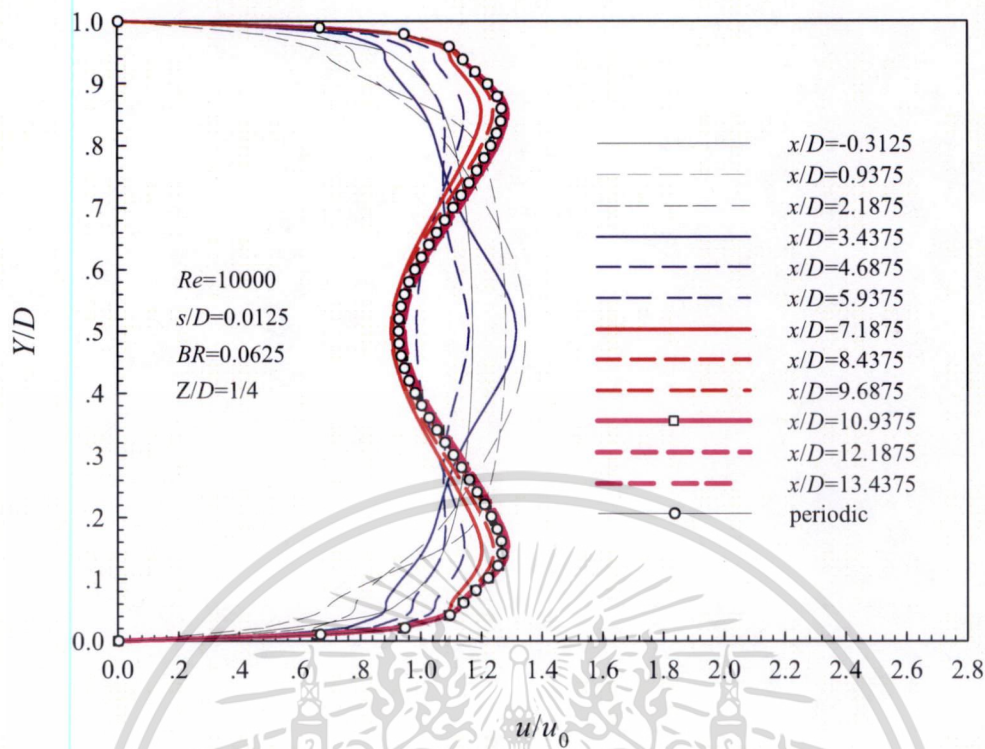 1.0
.9
.8
.7
.6
.5
.4
.3
.2
.1
0.0
Y/D
Re=10000
s/D=0.0125
BR=0.0625
Z/D=1/4
x/D=-0.3125
x/D=0.9375
x/D=2.1875
x/D=3.4375
x/D=4.6875
x/D=5.9375
x/D=7.1875
x/D=8.4375
x/D=9.6875
x/D=10.9375
x/D=12.1875
x/D=13.4375
periodic
0.0 .2 .4 .6 .8 1.0 1.2 1.4 1.6 1.8 2.0 2.2 2.4 2.6 2.8
u/u₀